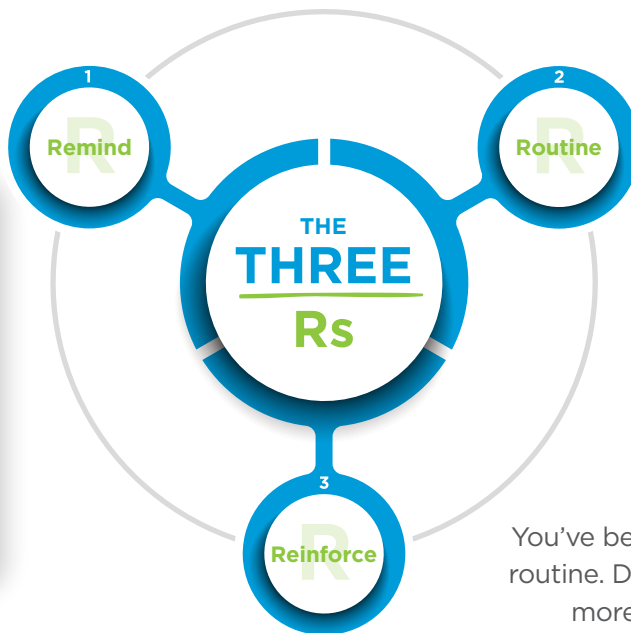 1
R
Remind
2
R
Routine
THE
THREE
Rs
3
R
Reinforce
You’ve be
routine. D
more